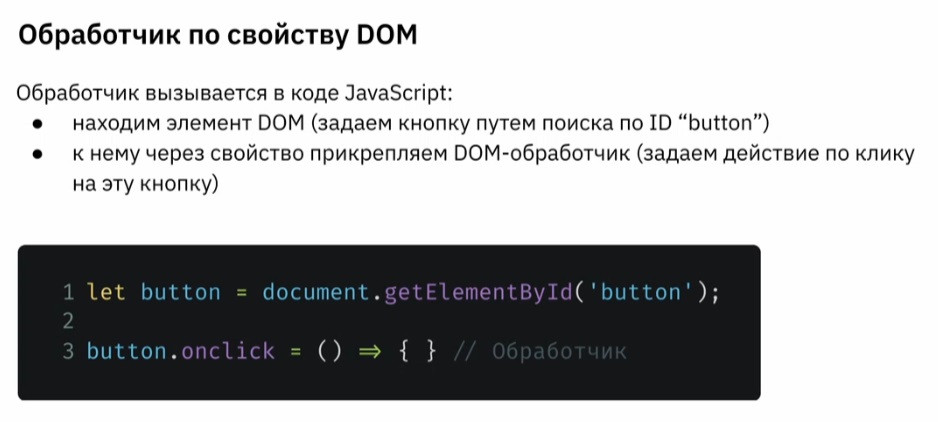 Обработчик по свойству DOM
Обработчик вызывается в коде JavaScript:
● находим элемент DOM (задаем кнопку путем поиска по ID “button”)
● к нему через свойство прикрепляем DOM-обработчик (задаем действие по клику
на эту кнопку)
1 let button = document.getElementById('button');
2
3 button.onclick = () => { } // Обработчик